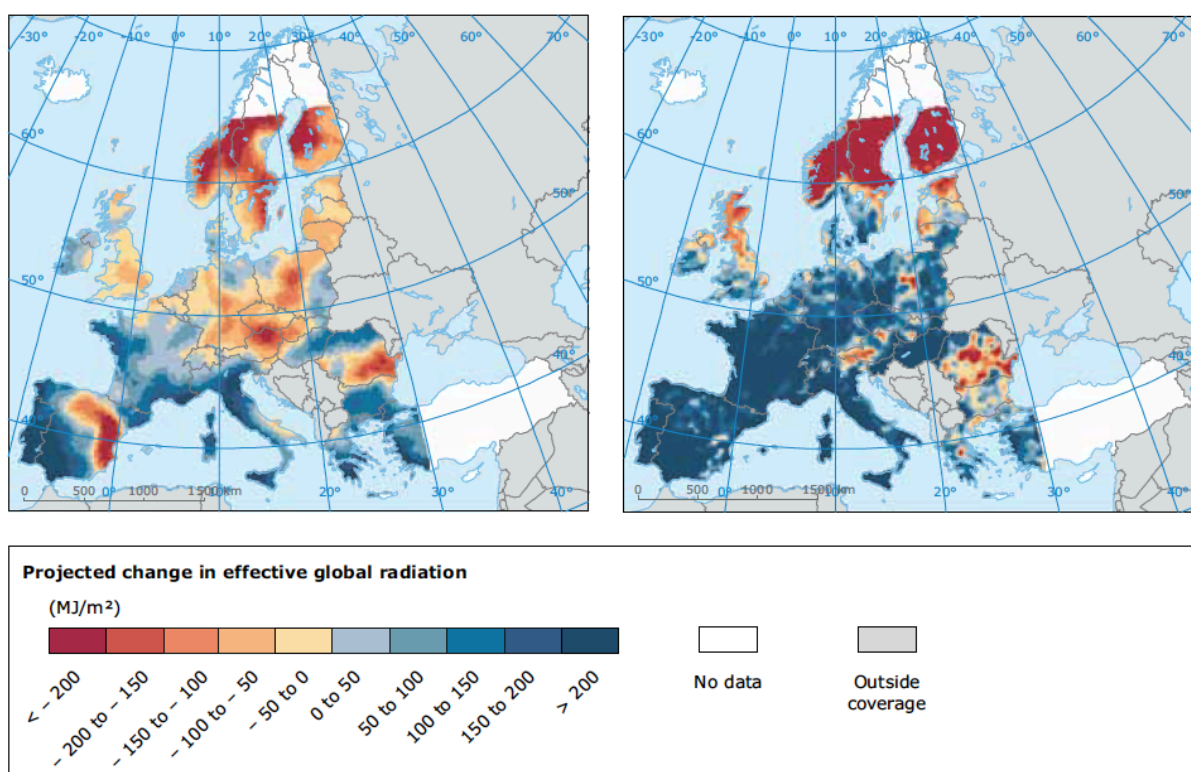 -30° -20° -10° 0° 10° 20° 30° 40° 50° 60° 70°
60°
50°
50°
40°
40°
0 500 0° 1000 1500 km
20° 30° 40°
-30° -20° -10° 0° 10° 20° 30° 40° 50° 60° 70°
60°
50°
50°
40°
40°
0 500 0° 1000 1500 km
20° 30° 40°
Projected change in effective global radiation
(MJ/m²)
< – 200
– 200 to – 150
– 150 to – 100
– 100 to – 50
– 50 to 0
0 to 50
50 to 100
100 to 150
150 to 200
> 200
No data
Outside
coverage